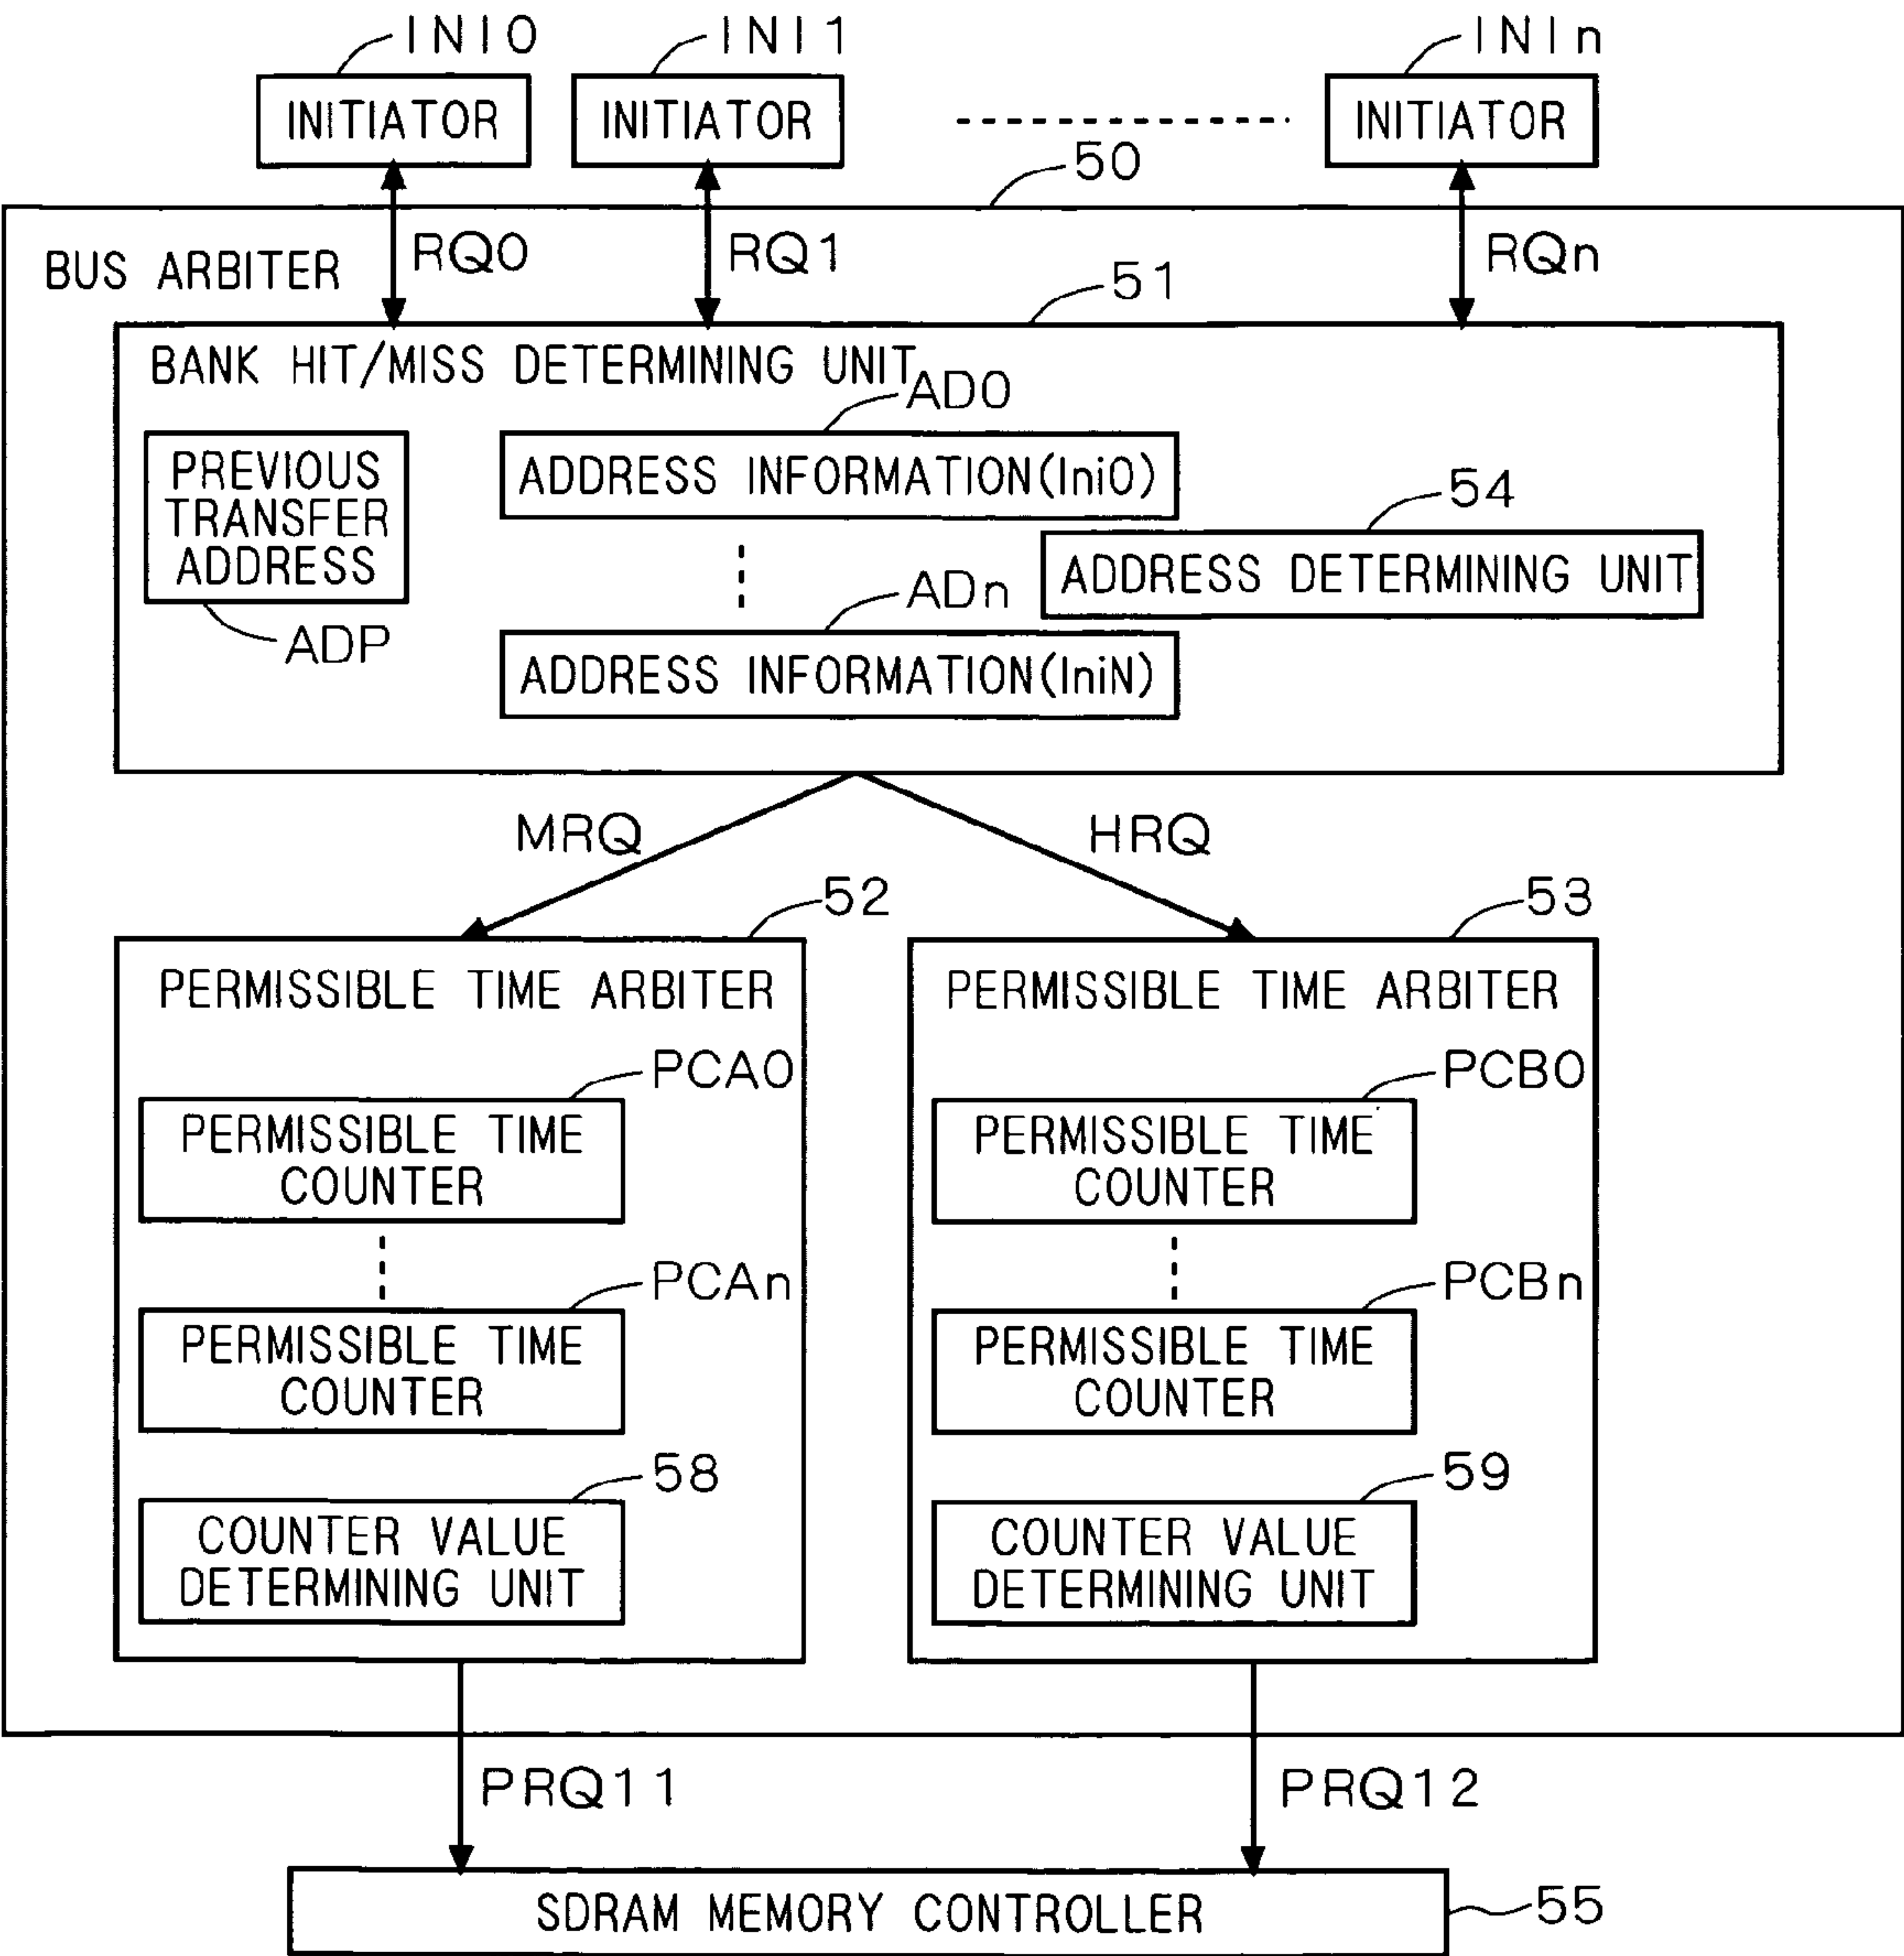 INI0
INI1
INIn
INITIATOR
INITIATOR
INITIATOR
50
BUS ARBITER
RQ0
RQ1
RQn
51
BANK HIT/MISS DETERMINING UNIT
AD0
PREVIOUS
TRANSFER
ADDRESS
ADDRESS INFORMATION(Ini0)
54
ADDRESS DETERMINING UNIT
ADn
ADP
ADDRESS INFORMATION(IniN)
MRQ
HRQ
52
53
PERMISSIBLE TIME ARBITER
PERMISSIBLE TIME ARBITER
PCA0
PCB0
PERMISSIBLE TIME
COUNTER
PERMISSIBLE TIME
COUNTER
PCAn
PCBn
PERMISSIBLE TIME
COUNTER
PERMISSIBLE TIME
COUNTER
58
59
COUNTER VALUE
DETERMINING UNIT
COUNTER VALUE
DETERMINING UNIT
PRQ11
PRQ12
SDRAM MEMORY CONTROLLER
55